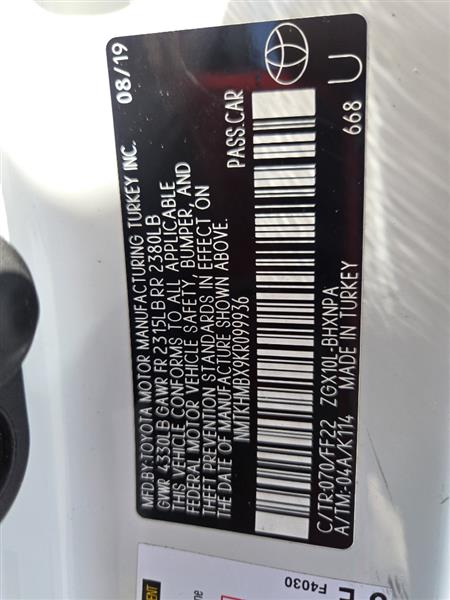 MFD.BY TOYOTA MOTOR MANUFACTURING TURKEY INC. 08/19
GVWR 4330LB GAWR FR 2315LB RR 2380LB
THIS VEHICLE CONFORMS TO ALL APPLICABLE
FEDERAL MOTOR VEHICLE SAFETY, BUMPER, AND
THEFT PREVENTION STANDARDS IN EFFECT ON
THE DATE OF MANUFACTURE SHOWN ABOVE.
NMTKHMBX9KR099936 PASS.CAR
C/TR:070/FF22 ZGX10L-BHXNPA
A/TM:-04A/K114 MADE IN TURKEY 668
U
F4030